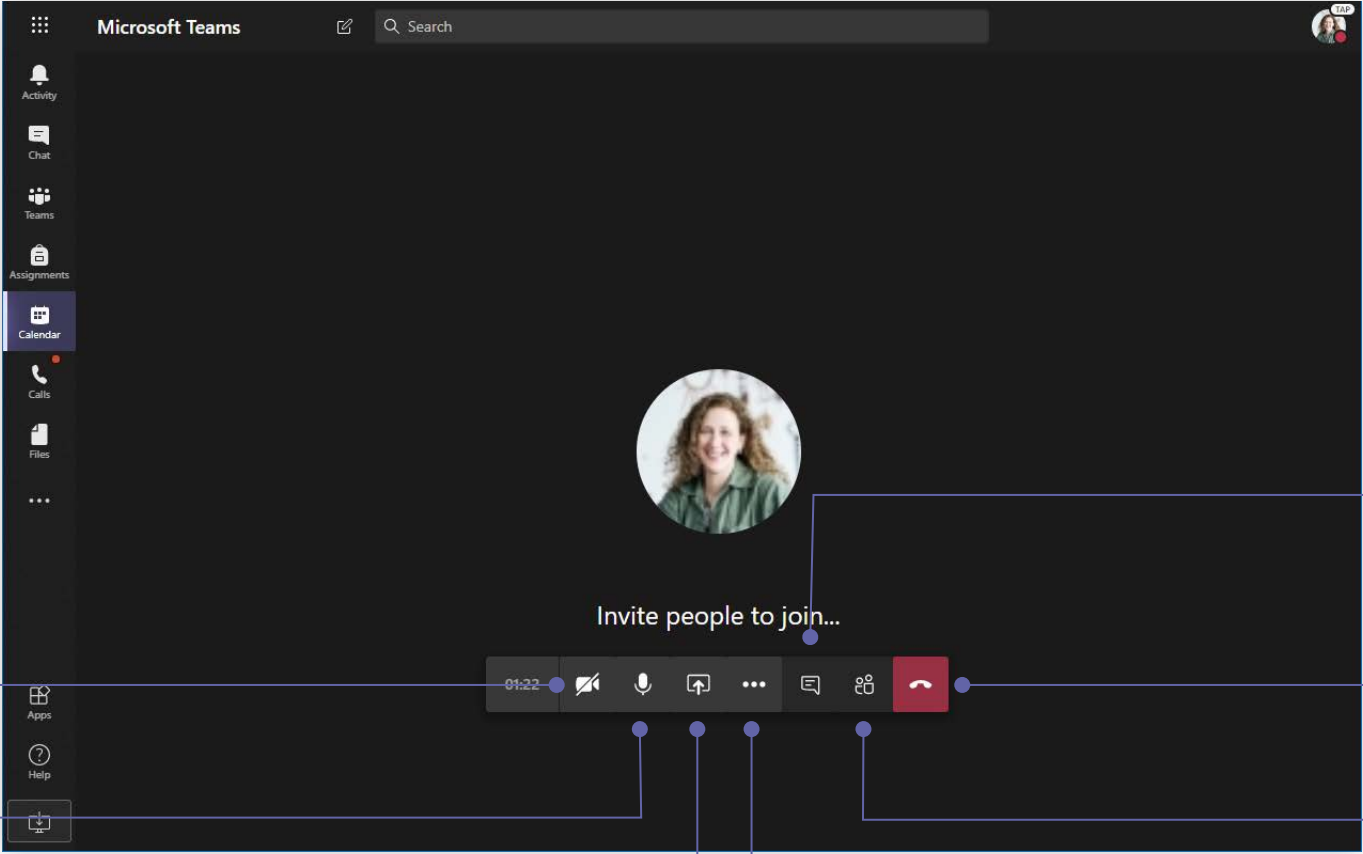 Microsoft Teams
Search
TAP
Activity
Chat
Teams
Assignments
Calendar
Calls
Files
Invite people to join...
01:22
Apps
Help